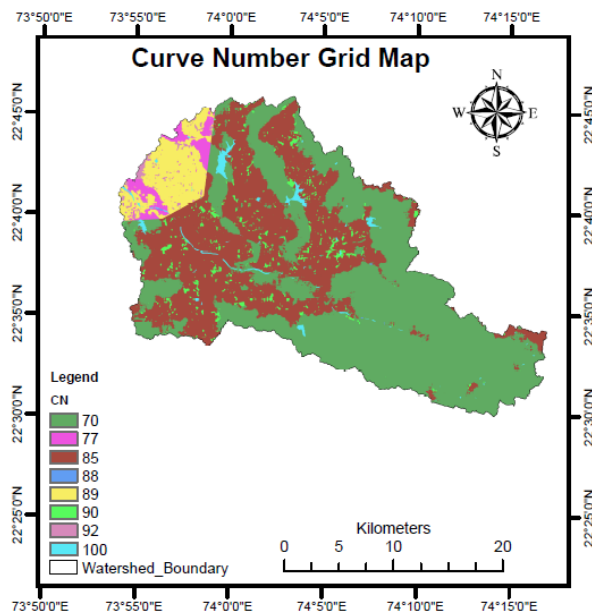 73°50'0"E 73°55'0"E 74°0'0"E 74°5'0"E 74°10'0"E 74°15'0"E
Curve Number Grid Map
N
W E
S
22°45'0"N 22°45'0"N
22°40'0"N 22°40'0"N
22°35'0"N 22°35'0"N
22°30'0"N 22°30'0"N
22°25'0"N 22°25'0"N
Legend
CN
70
77
85
88
89
90
92
100
Watershed_Boundary
Kilometers
0 5 10 20
73°50'0"E 73°55'0"E 74°0'0"E 74°5'0"E 74°10'0"E 74°15'0"E